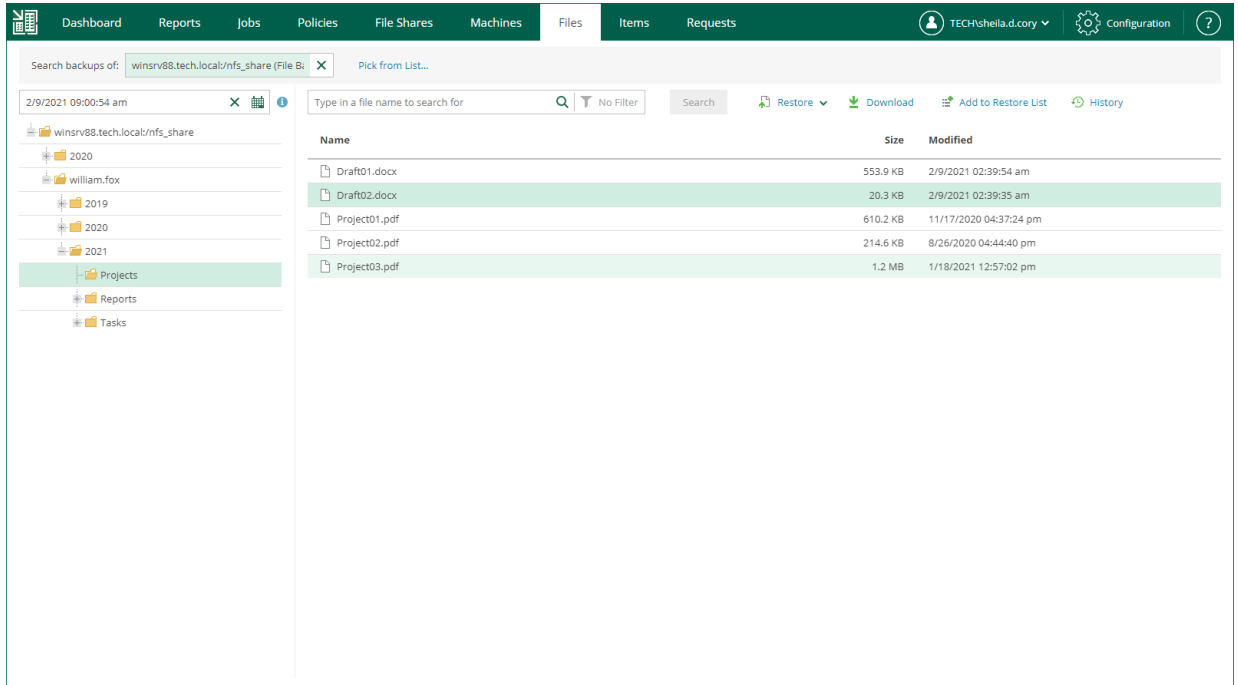 Dashboard Reports Jobs Policies File Shares Machines Files Items Requests TECH\sheila.d.cory Configuration ?
Search backups of: winsrv88.tech.local:/nfs_share (File Ba Pick from List...
2/9/2021 09:00:54 am Type in a file name to search for No Filter Search Restore Download Add to Restore List History
winsrv88.tech.local:/nfs_share
2020
william.fox
2019
2020
2021
Projects
Reports
Tasks
Name Size Modified
Draft01.docx 553.9 KB 2/9/2021 02:39:54 am
Draft02.docx 20.3 KB 2/9/2021 02:39:35 am
Project01.pdf 610.2 KB 11/17/2020 04:37:24 pm
Project02.pdf 214.6 KB 8/26/2020 04:44:40 pm
Project03.pdf 1.2 MB 1/18/2021 12:57:02 pm